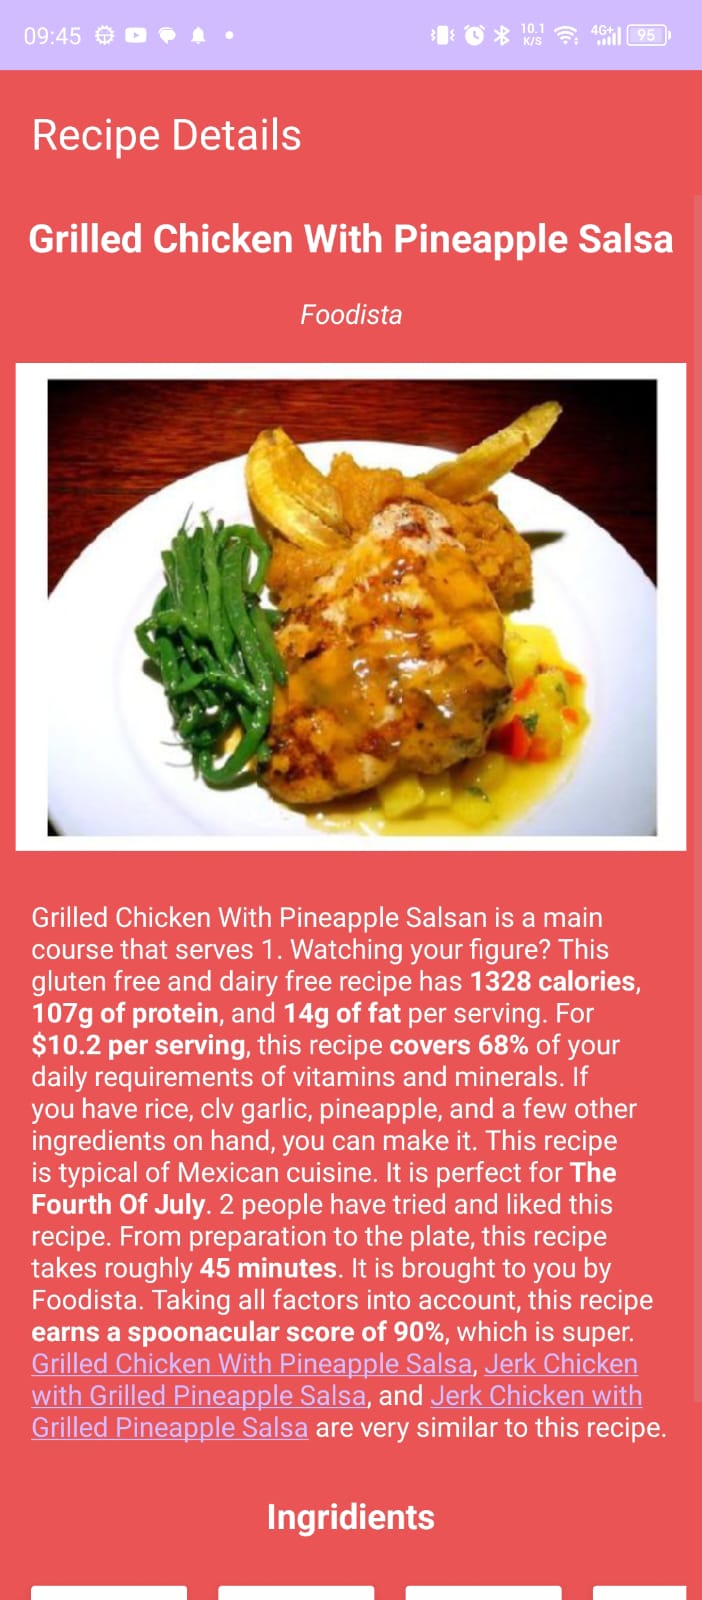 09:45 10.1 K/S 4G+ 95
Recipe Details
Grilled Chicken With Pineapple Salsa
Foodista
Grilled Chicken With Pineapple Salsan is a main
course that serves 1. Watching your figure? This
gluten free and dairy free recipe has 1328 calories,
107g of protein, and 14g of fat per serving. For
$10.2 per serving, this recipe covers 68% of your
daily requirements of vitamins and minerals. If
you have rice, clv garlic, pineapple, and a few other
ingredients on hand, you can make it. This recipe
is typical of Mexican cuisine. It is perfect for The
Fourth Of July. 2 people have tried and liked this
recipe. From preparation to the plate, this recipe
takes roughly 45 minutes. It is brought to you by
Foodista. Taking all factors into account, this recipe
earns a spoonacular score of 90%, which is super.
Grilled Chicken With Pineapple Salsa, Jerk Chicken
with Grilled Pineapple Salsa, and Jerk Chicken with
Grilled Pineapple Salsa are very similar to this recipe.
Ingridients